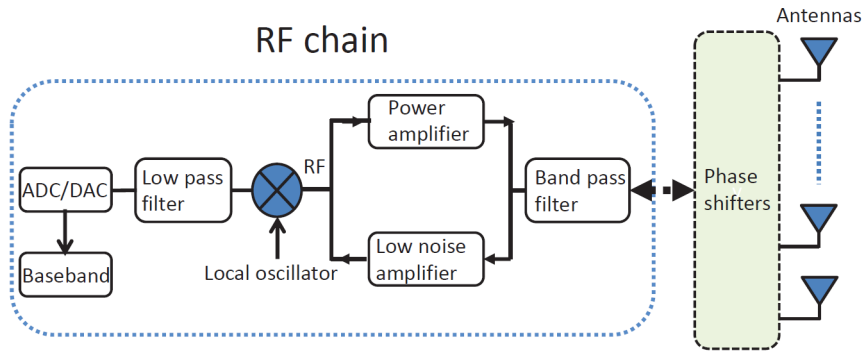 Antennas
RF chain
Power
amplifier
RF
ADC/DAC
Low pass
filter
Band pass
filter
Phase
shifters
Low noise
amplifier
Local oscillator
Baseband